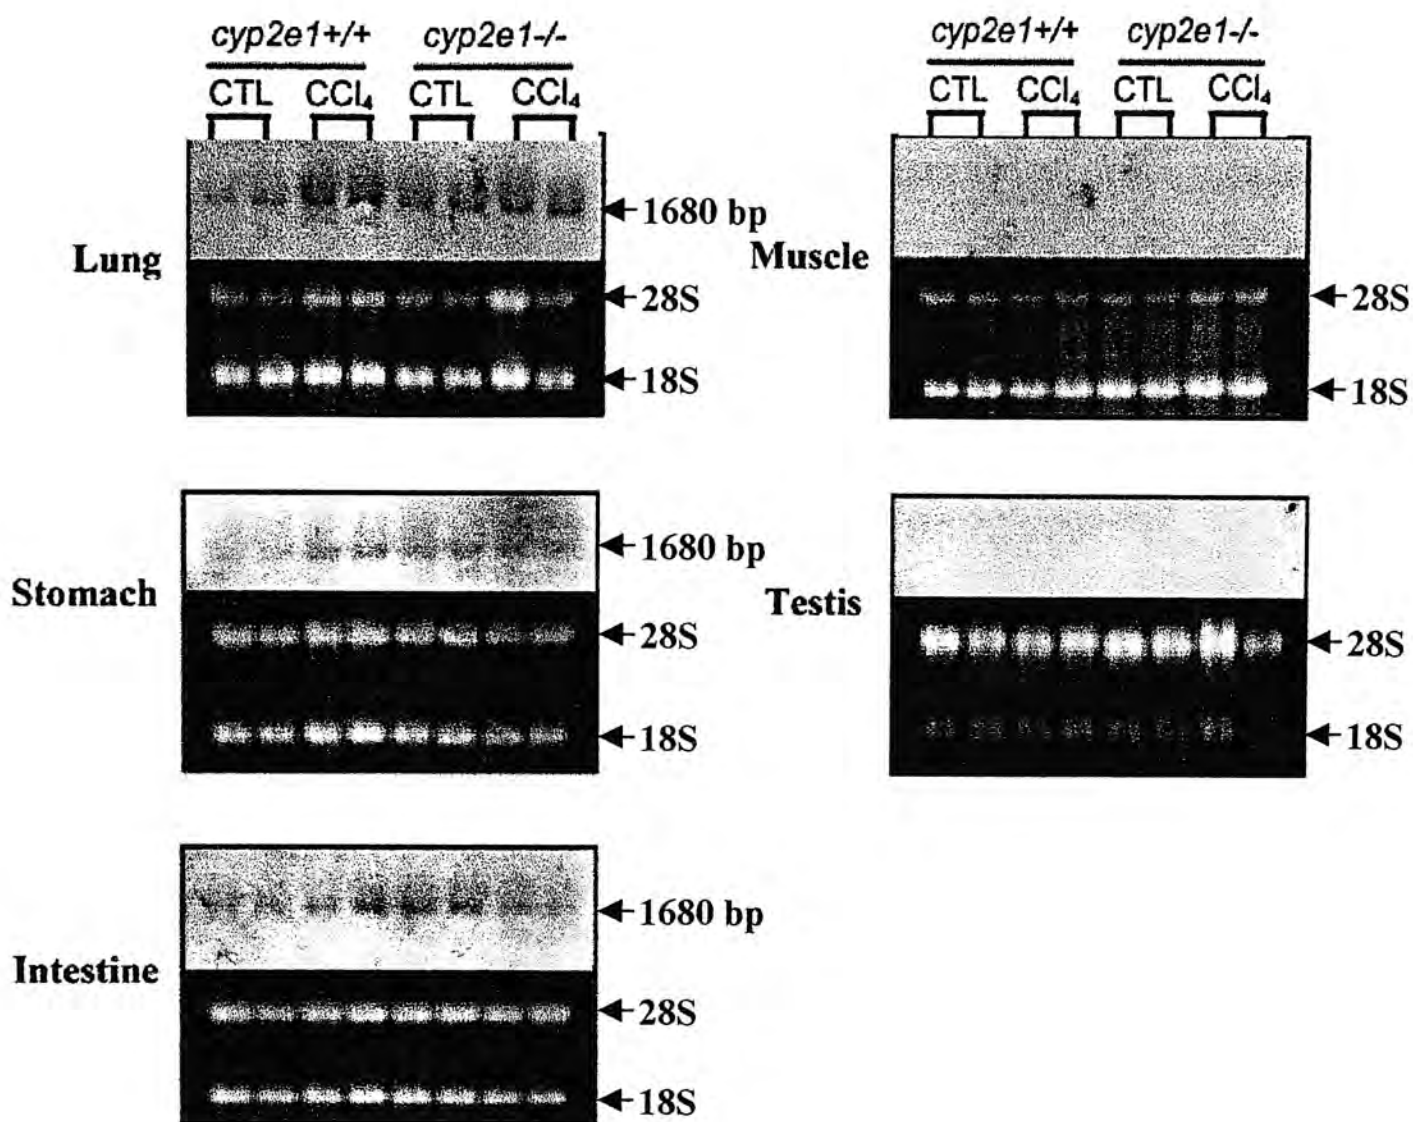 cyp2e1+/+ cyp2e1-/-
CTL CCl₄ CTL CCl₄
Lung
1680 bp
28S
18S
Stomach
1680 bp
28S
18S
Intestine
1680 bp
28S
18S
cyp2e1+/+ cyp2e1-/-
CTL CCl₄ CTL CCl₄
Muscle
28S
18S
Testis
28S
18S